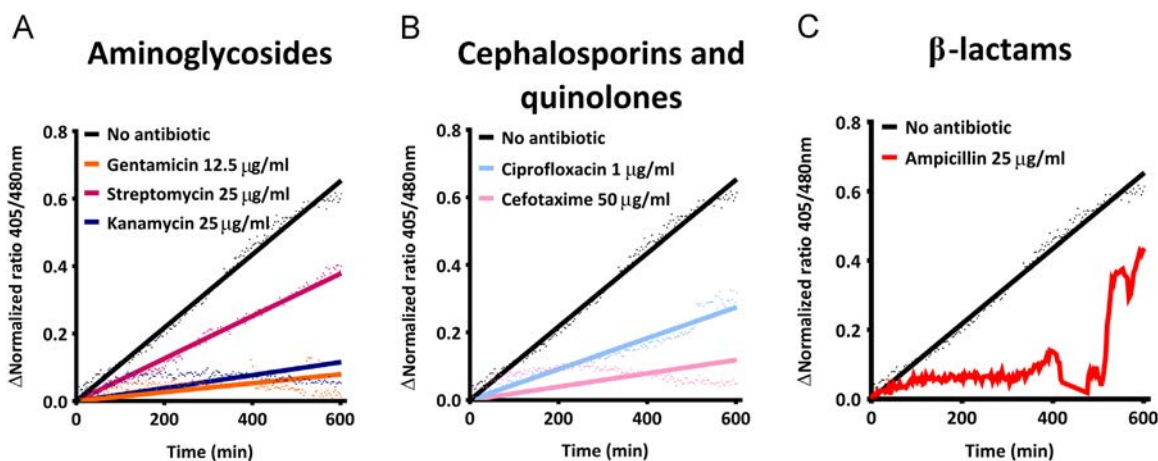 A
Aminoglycosides
ΔNormalized ratio 405/480nm
0.8
0.6
0.4
0.2
0.0
No antibiotic
Gentamicin 12.5 μg/ml
Streptomycin 25 μg/ml
Kanamycin 25 μg/ml
0
200
400
600
Time (min)
B
Cephalosporins and
quinolones
ΔNormalized ratio 405/480nm
0.8
0.6
0.4
0.2
0.0
No antibiotic
Ciprofloxacin 1 μg/ml
Cefotaxime 50 μg/ml
0
200
400
600
Time (min)
C
β-lactams
ΔNormalized ratio 405/480nm
0.8
0.6
0.4
0.2
0.0
No antibiotic
Ampicillin 25 μg/ml
0
200
400
600
Time (min)